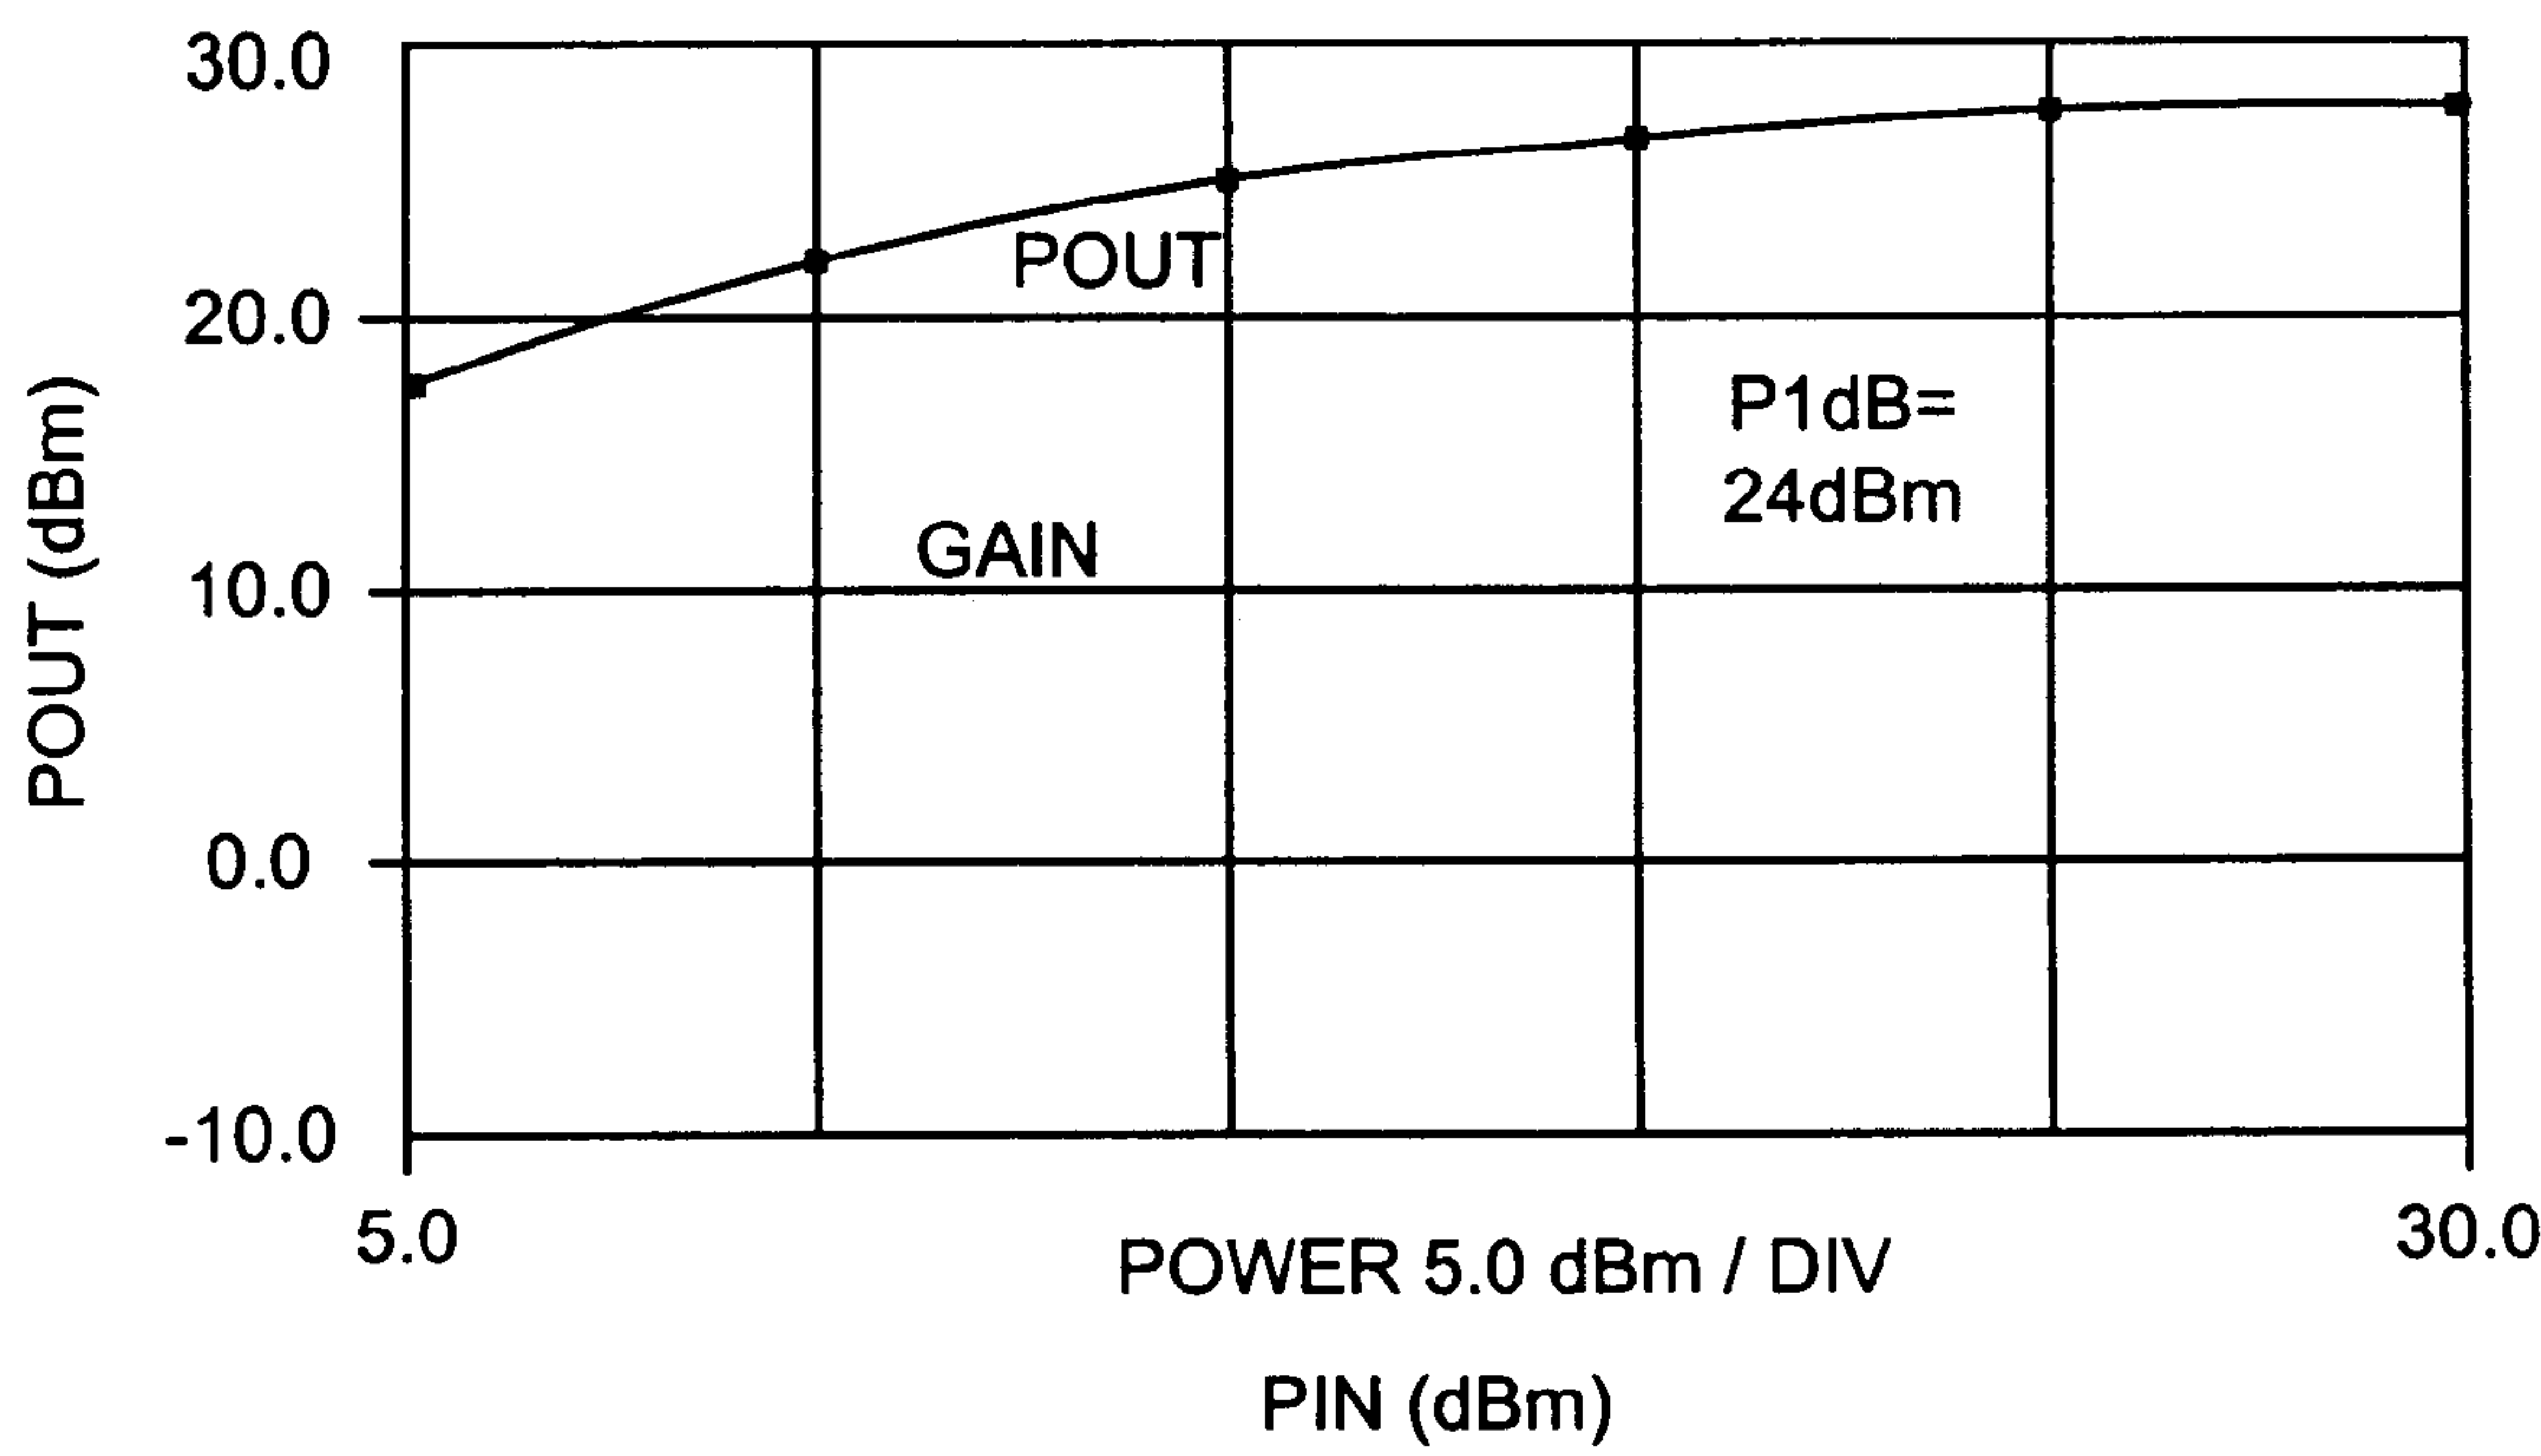 30.0
20.0
10.0
0.0
-10.0
POUT (dBm)
POUT
GAIN
P1dB=
24dBm
5.0
30.0
POWER 5.0 dBm / DIV
PIN (dBm)